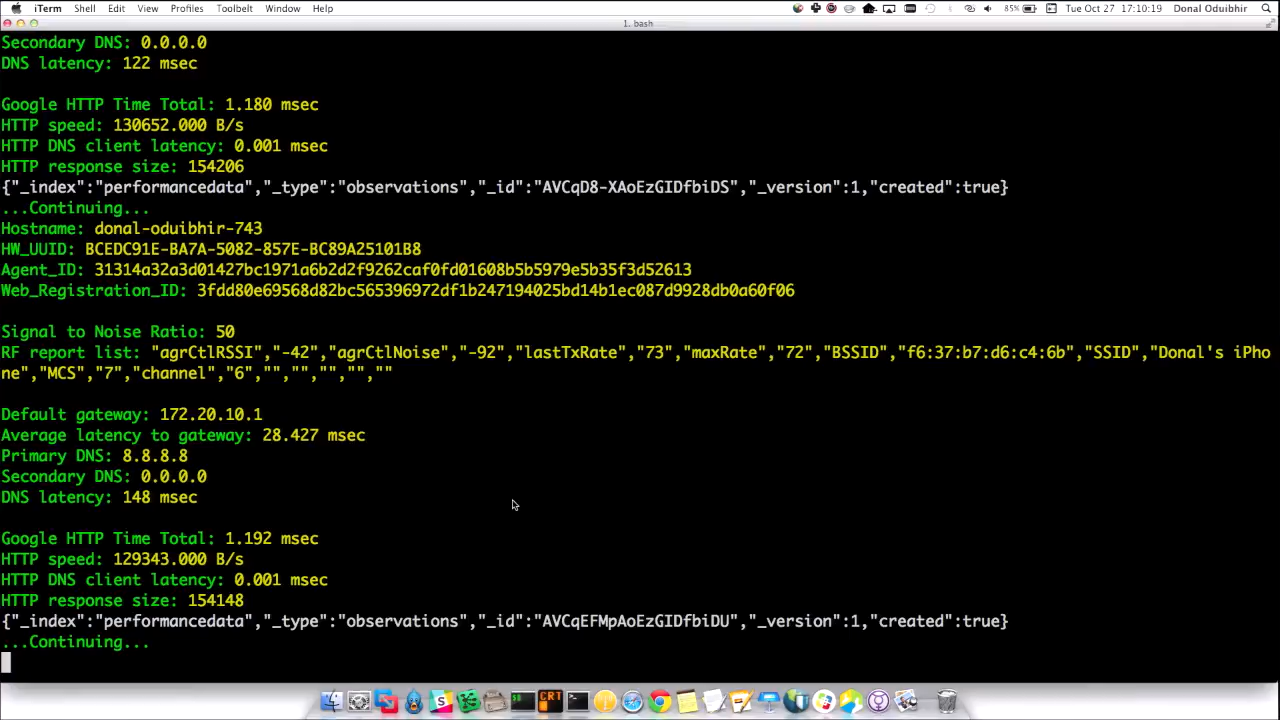 iTerm Shell Edit View Profiles Toolbelt Window Help 85% Tue Oct 27 17:10:19 Donal Oduibhir
1. bash
Secondary DNS: 0.0.0.0
DNS latency: 122 msec
Google HTTP Time Total: 1.180 msec
HTTP speed: 130652.000 B/s
HTTP DNS client latency: 0.001 msec
HTTP response size: 154206
{"_index":"performancedata","_type":"observations","_id":"AVCqD8-XAoEzGIDfbiDS","_version":1,"created":true}
...Continuing...
Hostname: donal-oduibhir-743
HW_UUID: BCEDC91E-BA7A-5082-857E-BC89A25101B8
Agent_ID: 31314a32a3d01427bc1971a6b2d2f9262caf0fd01608b5b5979e5b35f3d52613
Web_Registration_ID: 3fdd80e69568d82bc565396972df1b247194025bd14b1ec087d9928db0a60f06
Signal to Noise Ratio: 50
RF report list: "agrCtlRSSI","-42","agrCtlNoise","-92","lastTxRate","73","maxRate","72","BSSID","f6:37:b7:d6:c4:6b","SSID","Donal's iPho
ne","MCS","7","channel","6","","","","",""
Default gateway: 172.20.10.1
Average latency to gateway: 28.427 msec
Primary DNS: 8.8.8.8
Secondary DNS: 0.0.0.0
DNS latency: 148 msec
Google HTTP Time Total: 1.192 msec
HTTP speed: 129343.000 B/s
HTTP DNS client latency: 0.001 msec
HTTP response size: 154148
{"_index":"performancedata","_type":"observations","_id":"AVCqEFMpAoEzGIDfbiDU","_version":1,"created":true}
...Continuing...
CRT